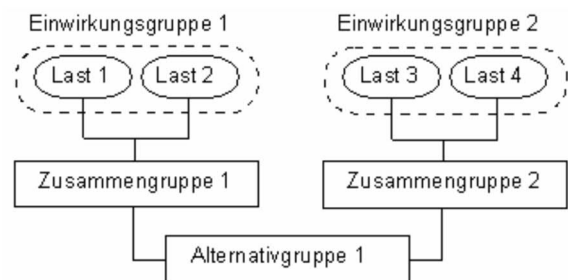 Einwirkungsgruppe 1 Einwirkungsgruppe 2
Last 1 Last 2 Last 3 Last 4
Zusammengruppe 1 Zusammengruppe 2
Alternativgruppe 1